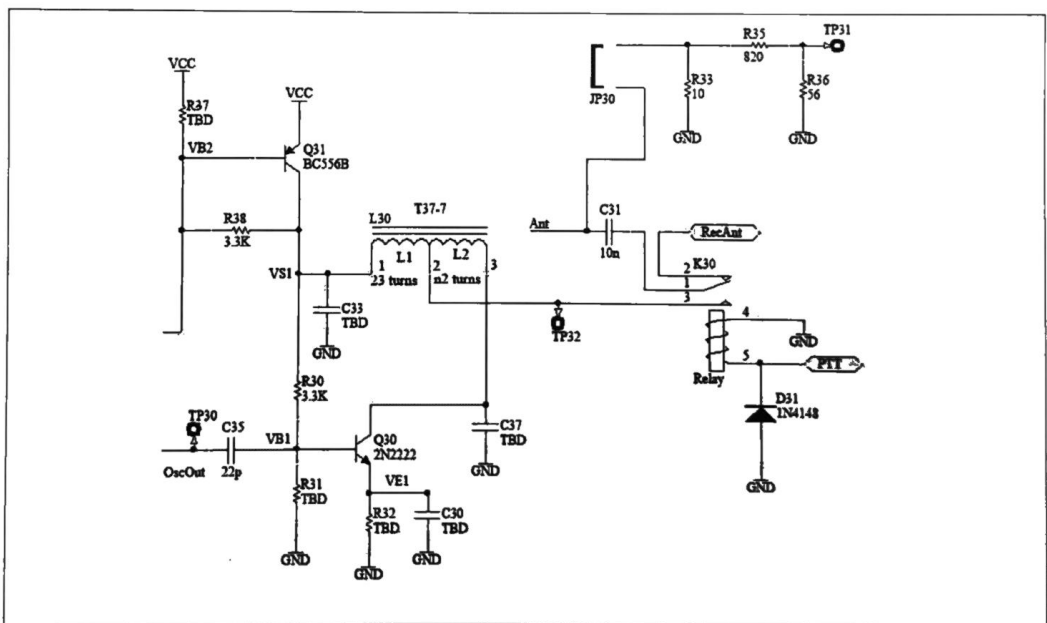 VCC
R37
TBD
VB2
VCC
Q31
BC556B
R38
3.3K
VS1
L30
T37-7
L1
L2
1
23 turns
2
n2 turns
3
C33
TBD
GND
R30
3.3K
TP30
C35
22p
OscOut
VB1
Q30
2N2222
C37
TBD
GND
R31
TBD
GND
VE1
R32
TBD
GND
C30
TBD
GND
JP30
R33
10
GND
R35
820
TP31
R36
56
GND
Ant
C31
10n
RecAnt
K30
2
1
3
TP32
4
GND
5
PTT
Relay
D31
1N4148
GND